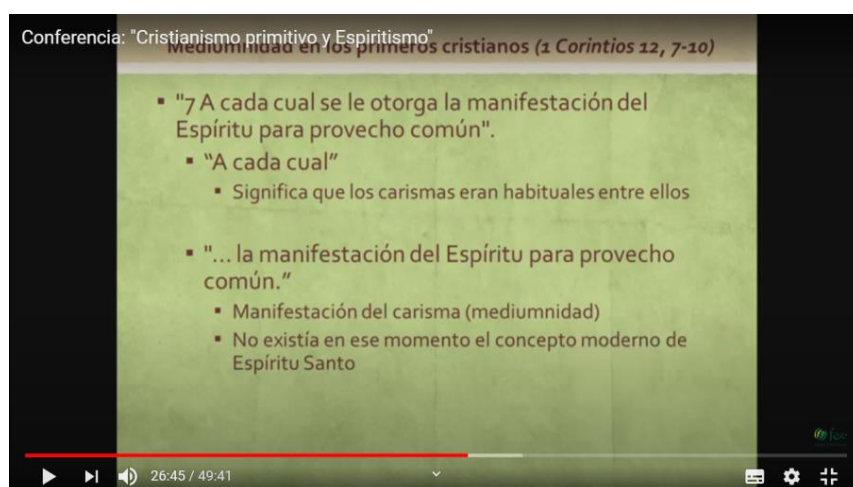 Conferencia: "Cristianismo primitivo y Espiritismo"
Mediumnidad en los primeros cristianos (1 Corintios 12, 7-10)
▪ "7 A cada cual se le otorga la manifestación del
Espíritu para provecho común".
▪ "A cada cual"
▪ Significa que los carismas eran habituales entre ellos
▪ "... la manifestación del Espíritu para provecho
común."
▪ Manifestación del carisma (mediumnidad)
▪ No existía en ese momento el concepto moderno de
Espíritu Santo
fee
26:45 / 49:41